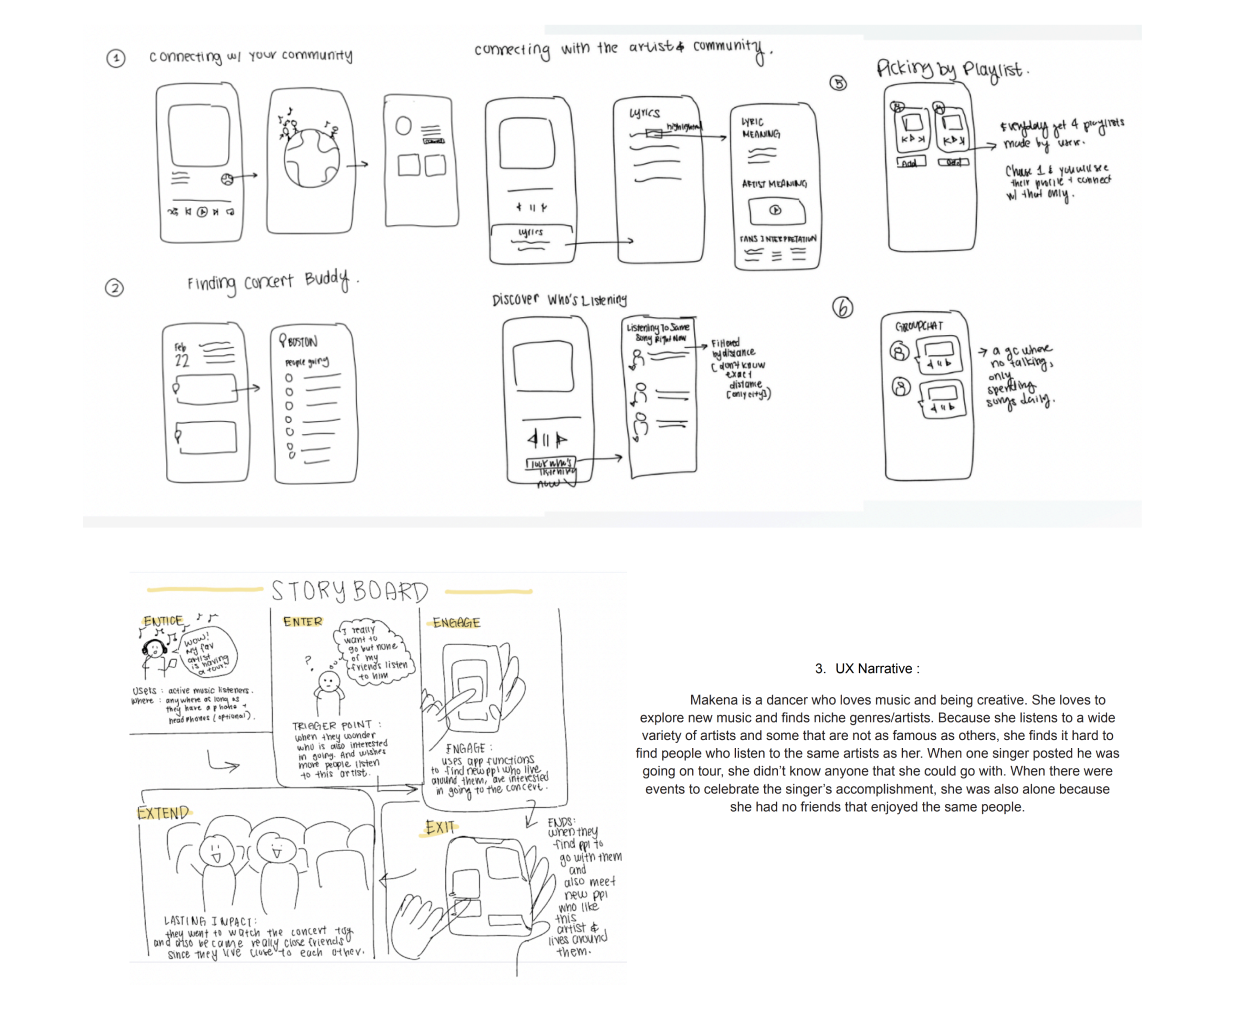 ① connecting w/ your community
connecting with the artist & community.
LYRICS
LYRICS
highlighted
LYRIC
MEANING
ARTIST MEANING
FANS INTERPRETATION
⑤ Picking by Playlist.
Add
Everyday get 4 playlists
made by users.
Chose 1 & you would see
their profile + connect
w/ that only.
② Finding Concert Buddy.
Feb
22
BOSTON
People going
Discover Who's Listening
look who's
listening
now
Listening To Same
Song Right Now
Filtered
by distance
(don't know
exact
distance
(only city))
⑥
GROUPCHAT
→ a gc where
no talking,
only
songs daily.
STORYBOARD
ENTICE
WOW!
My fav
artist
is having
a tour!
Users : active music listeners.
Where : anywhere as long as
they have a phone +
headphones (optional).
ENTER
?
I really
want to
go but none
of my
friends listen
to him
TRIGGER POINT :
when they wonder
who is also interested
in going. And wishes
more people listen
to this artist.
ENGAGE
ENGAGE :
uses app functions
to find new ppl who live
around them, are interested
in going to the concert.
EXTEND
LASTING IMPACT:
they went to watch the concert tgt
and also became really close friends
since they live close to each other.
EXIT
ENDS:
when they
find ppl to
go with them
and
also meet
new ppl
who like
this
artist &
lives around
them.
3. UX Narrative :
Makena is a dancer who loves music and being creative. She loves to
explore new music and finds niche genres/artists. Because she listens to a wide
variety of artists and some that are not as famous as others, she finds it hard to
find people who listen to the same artists as her. When one singer posted he was
going on tour, she didn't know anyone that she could go with. When there were
events to celebrate the singer's accomplishment, she was also alone because
she had no friends that enjoyed the same people.